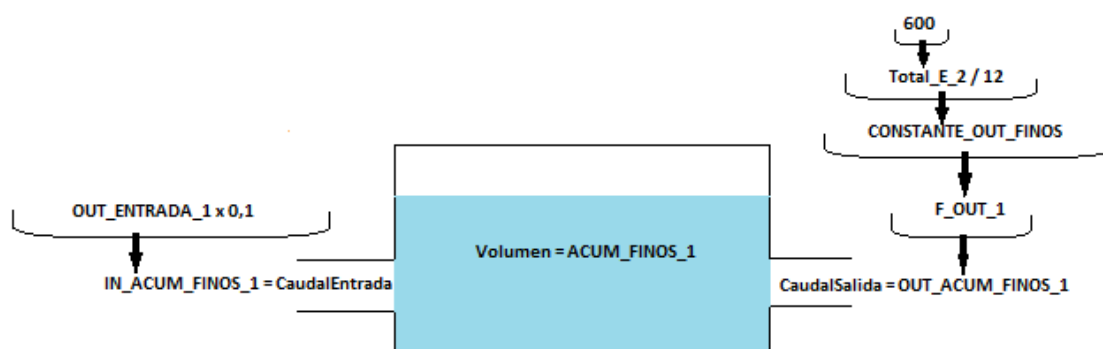 600
Total_E_2 / 12
CONSTANTE_OUT_FINOS
OUT_ENTRADA_1 x 0,1
F_OUT_1
Volumen = ACUM_FINOS_1
IN_ACUM_FINOS_1 = CaudalEntrada
CaudalSalida = OUT_ACUM_FINOS_1